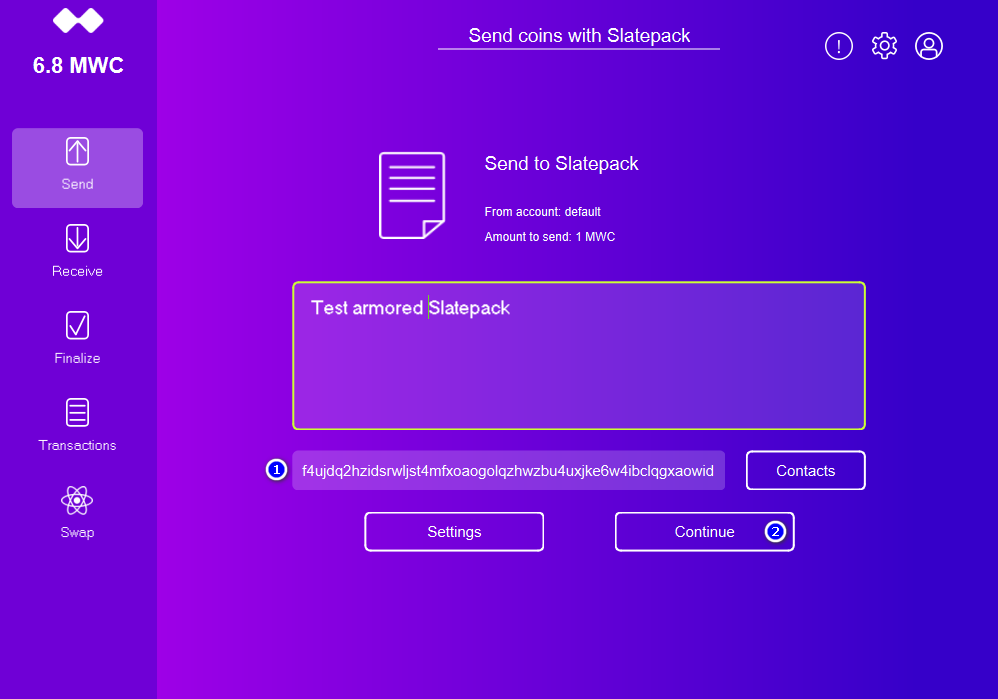 6.8 MWC
Send
Receive
Finalize
Transactions
Swap
Send coins with Slatepack
!
Send to Slatepack
From account: default
Amount to send: 1 MWC
Test armored Slatepack
1
f4ujdq2hzidsrwljst4mfxoaogolqzhwzbu4uxjke6w4ibclqgxaowid
Contacts
Settings
Continue 2